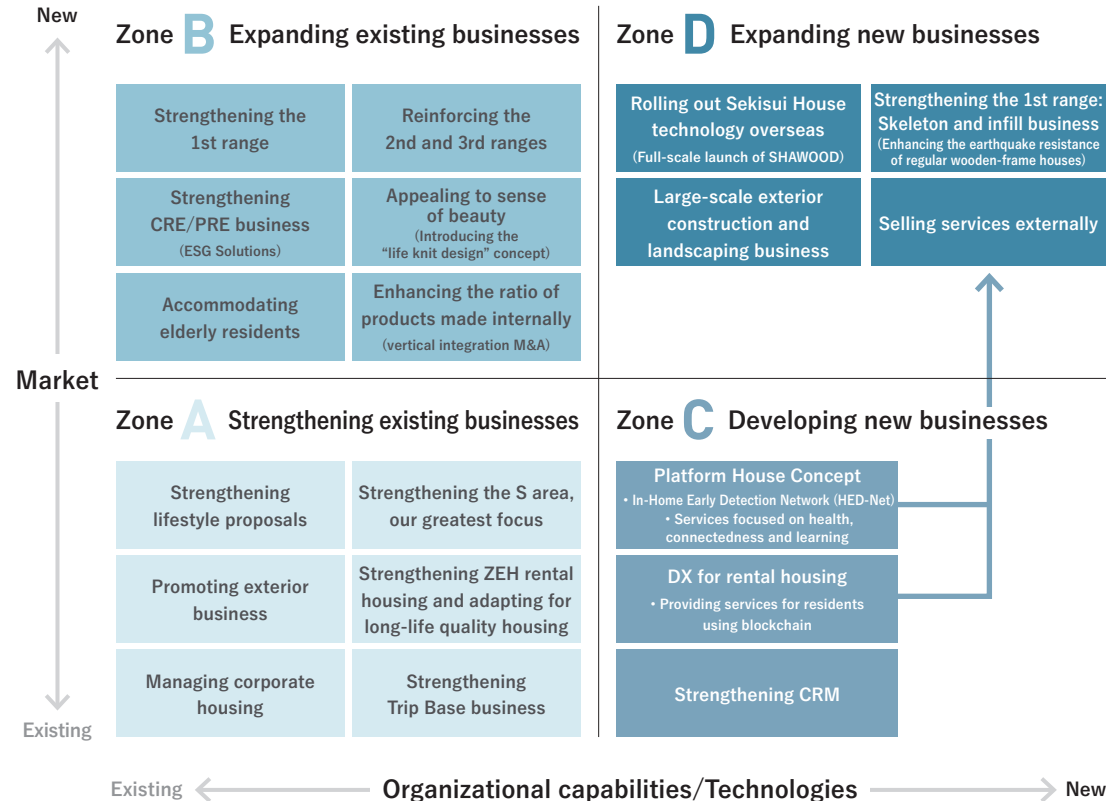 New
Zone B Expanding existing businesses
Strengthening the
1st range
Reinforcing the
2nd and 3rd ranges
Strengthening
CRE/PRE business
(ESG Solutions)
Appealing to sense
of beauty
(Introducing the
“life knit design” concept)
Accommodating
elderly residents
Enhancing the ratio of
products made internally
(vertical integration M&A)
Zone D Expanding new businesses
Rolling out Sekisui House
technology overseas
(Full-scale launch of SHAWOOD)
Strengthening the 1st range:
Skeleton and infill business
(Enhancing the earthquake resistance
of regular wooden-frame houses)
Large-scale exterior
construction and
landscaping business
Selling services externally
Market
Zone A Strengthening existing businesses
Strengthening
lifestyle proposals
Strengthening the S area,
our greatest focus
Promoting exterior
business
Strengthening ZEH rental
housing and adapting for
long-life quality housing
Managing corporate
housing
Strengthening
Trip Base business
Zone C Developing new businesses
Platform House Concept
• In-Home Early Detection Network (HED-Net)
• Services focused on health,
connectedness and learning
DX for rental housing
• Providing services for residents
using blockchain
Strengthening CRM
Existing
Existing
Organizational capabilities/Technologies
New